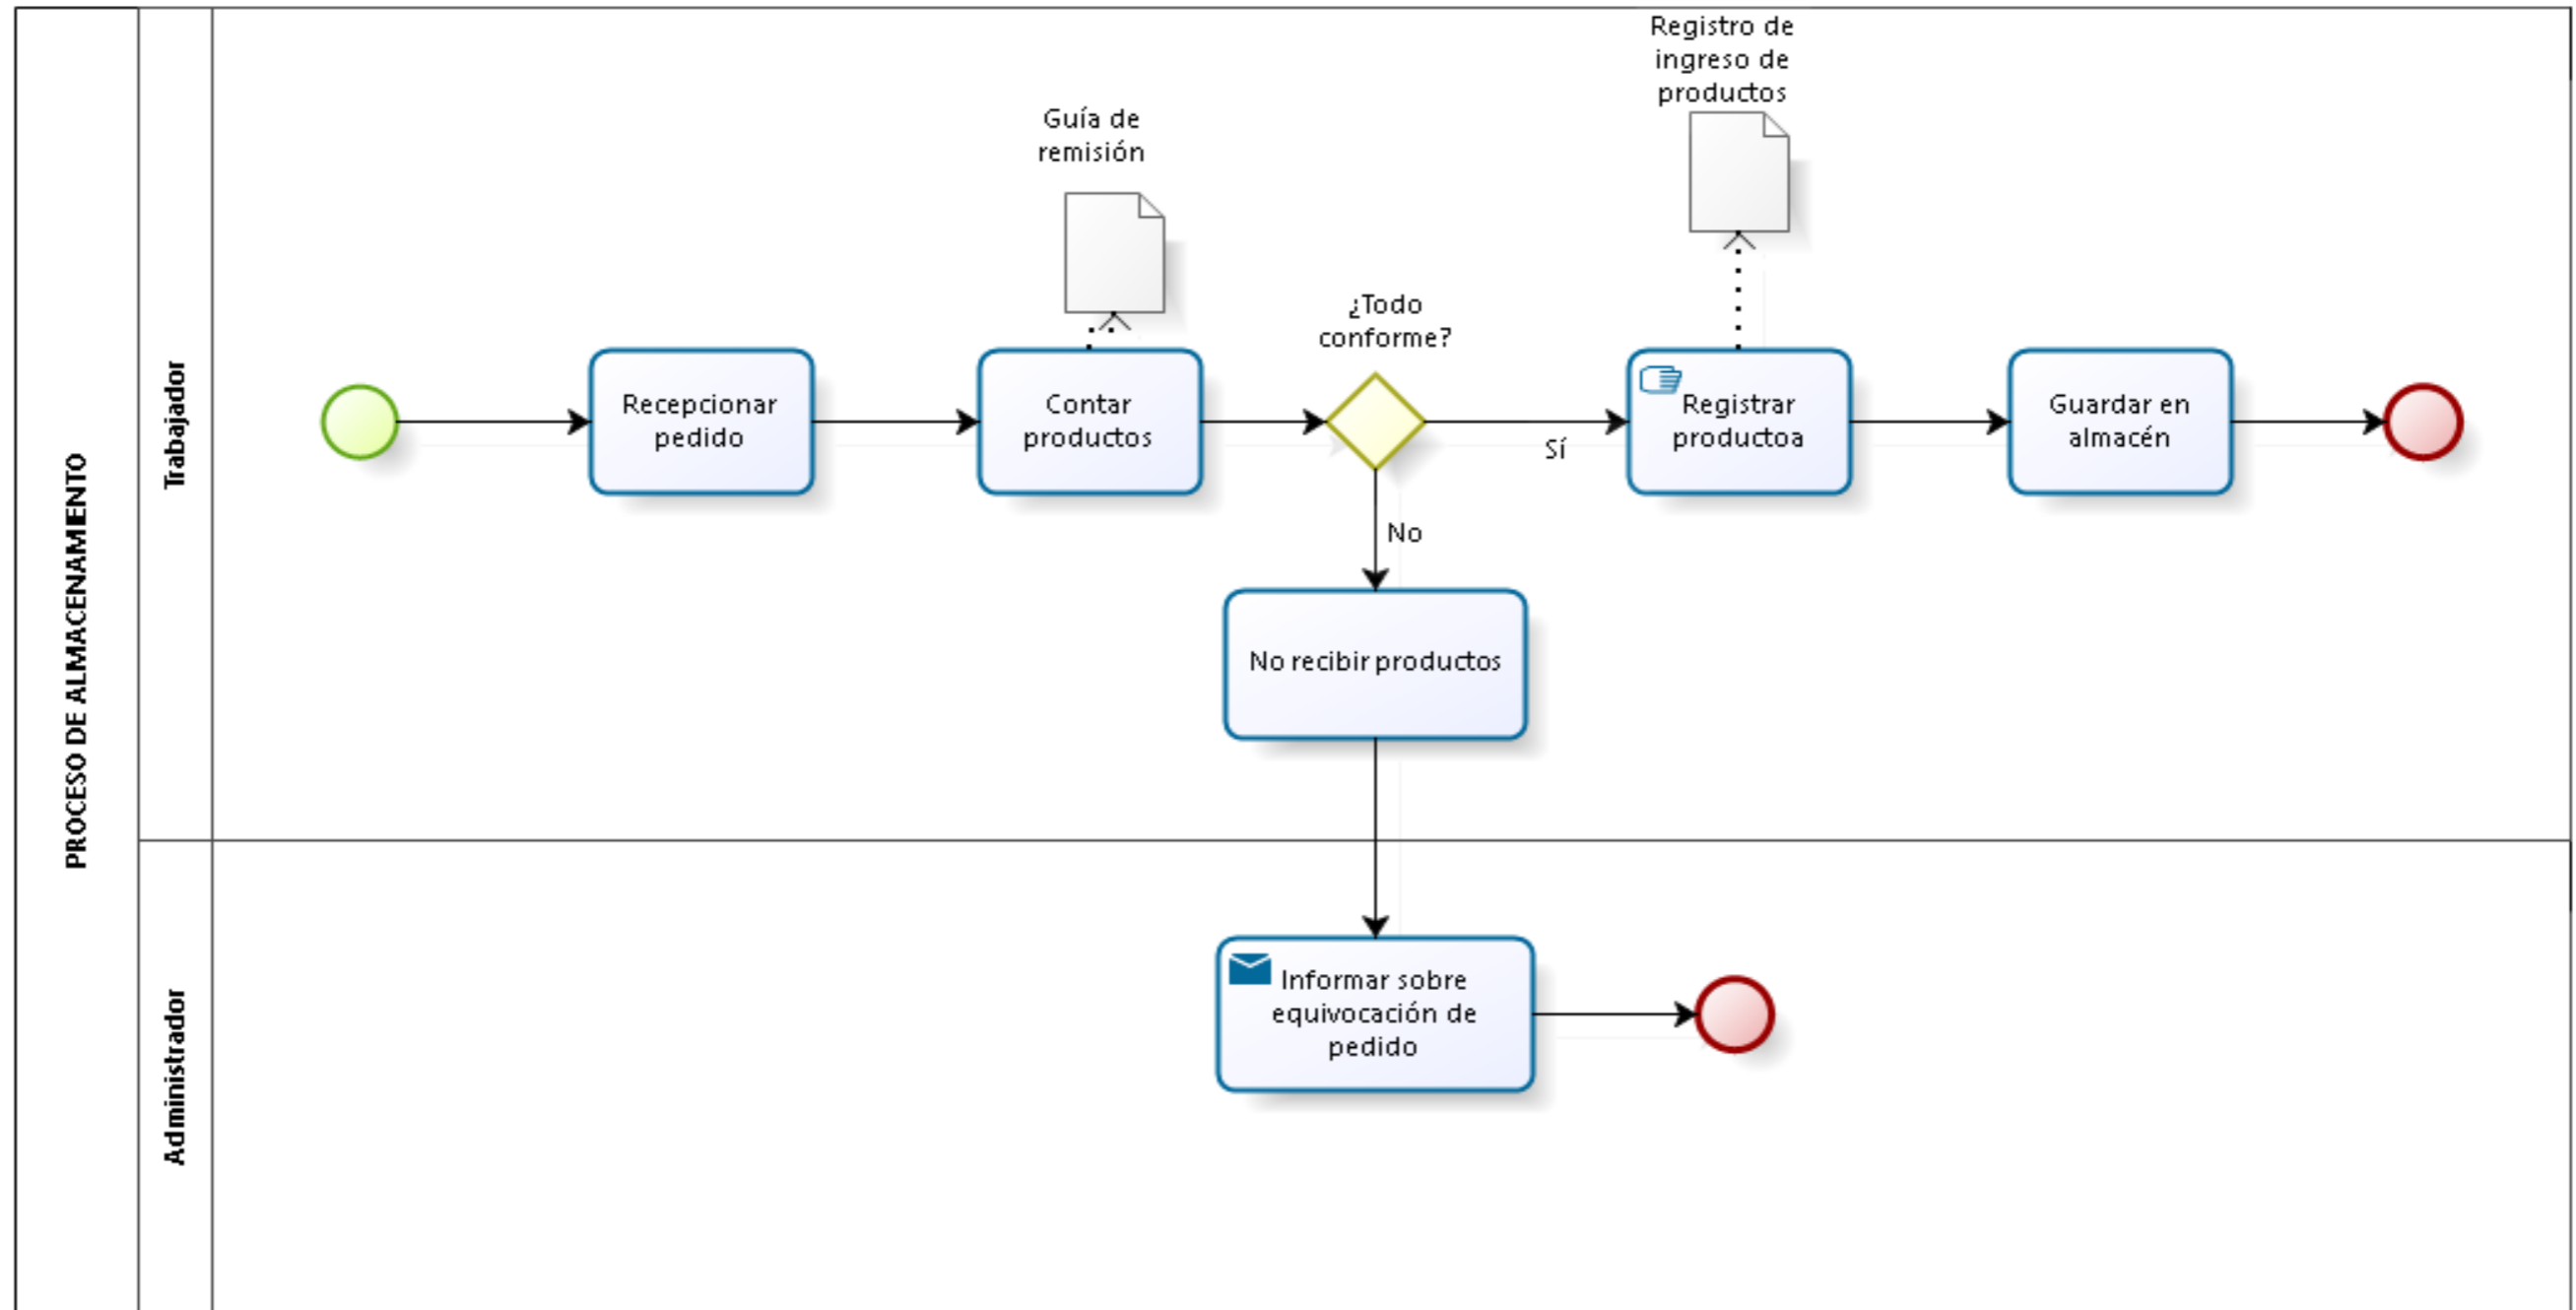 PROCESO DE ALMACENAMIENTO
Trabajador
Recepcionar
pedido
Guía de
remisión
Contar
productos
¿Todo
conforme?
Sí
No
Registro de
ingreso de
productos
Registrar
productoa
Guardar en
almacén
No recibir productos
Administrador
Informar sobre
equivocación de
pedido